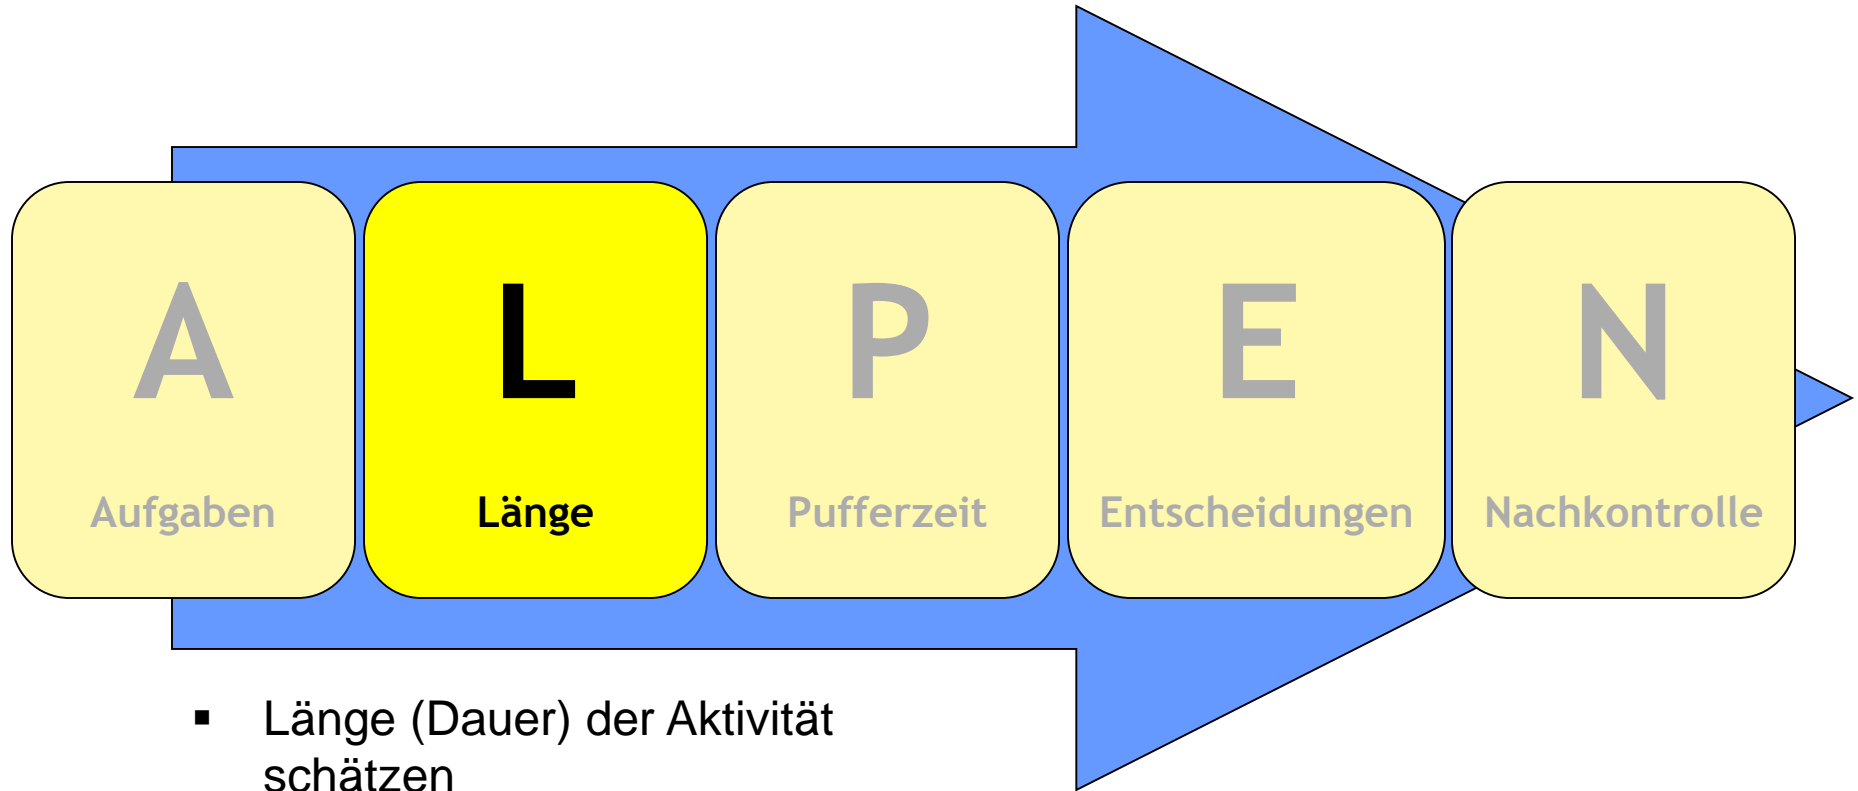 A L P E N
Aufgaben Länge Pufferzeit Entscheidungen Nachkontrolle
▪ Länge (Dauer) der Aktivität
schätzen